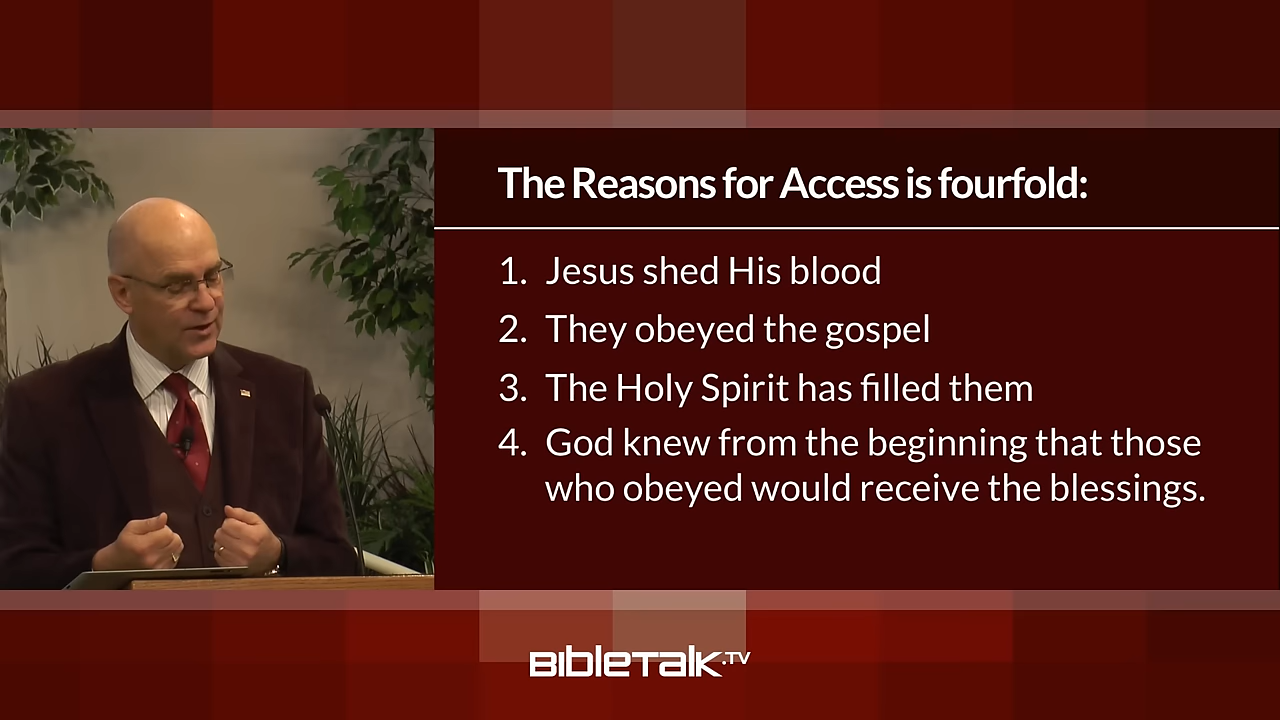 The Reasons for Access is fourfold:
1. Jesus shed His blood
2. They obeyed the gospel
3. The Holy Spirit has filled them
4. God knew from the beginning that those
who obeyed would receive the blessings.
BIBLETALK.TV